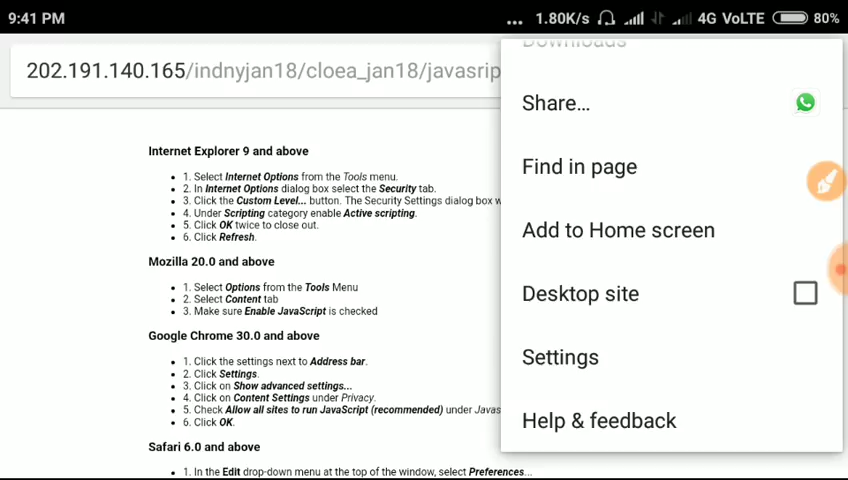 9:41 PM
... 1.80K/s 4G VoLTE 80%
202.191.140.165/indnyjan18/cloea_jan18/javasrip
Downloads
Share...
Find in page
Add to Home screen
Desktop site
Settings
Help & feedback
Internet Explorer 9 and above
• 1. Select Internet Options from the Tools menu.
• 2. In Internet Options dialog box select the Security tab.
• 3. Click the Custom Level... button. The Security Settings dialog box w
• 4. Under Scripting category enable Active scripting.
• 5. Click OK twice to close out.
• 6. Click Refresh.
Mozilla 20.0 and above
• 1. Select Options from the Tools Menu
• 2. Select Content tab
• 3. Make sure Enable JavaScript is checked
Google Chrome 30.0 and above
• 1. Click the settings next to Address bar.
• 2. Click Settings.
• 3. Click on Show advanced settings...
• 4. Click on Content Settings under Privacy.
• 5. Check Allow all sites to run JavaScript (recommended) under Javas
• 6. Click OK.
Safari 6.0 and above
• 1. In the Edit drop-down menu at the top of the window, select Preferences...